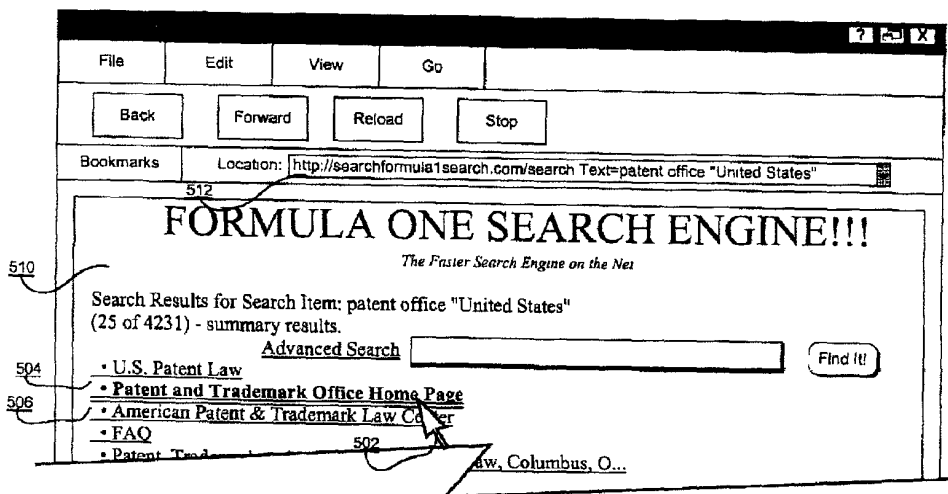 ? X
File Edit View Go
Back Forward Reload Stop
Bookmarks Location: http://searchformula1search.com/search Text=patent office "United States"
512
FORMULA ONE SEARCH ENGINE!!!
The Faster Search Engine on the Net
510
Search Results for Search Item: patent office "United States"
(25 of 4231) - summary results.
Advanced Search Find It!
504
• U.S. Patent Law
• Patent and Trademark Office Home Page
506
• American Patent & Trademark Law Center
• FAQ
502
• Patent, aw, Columbus, O...